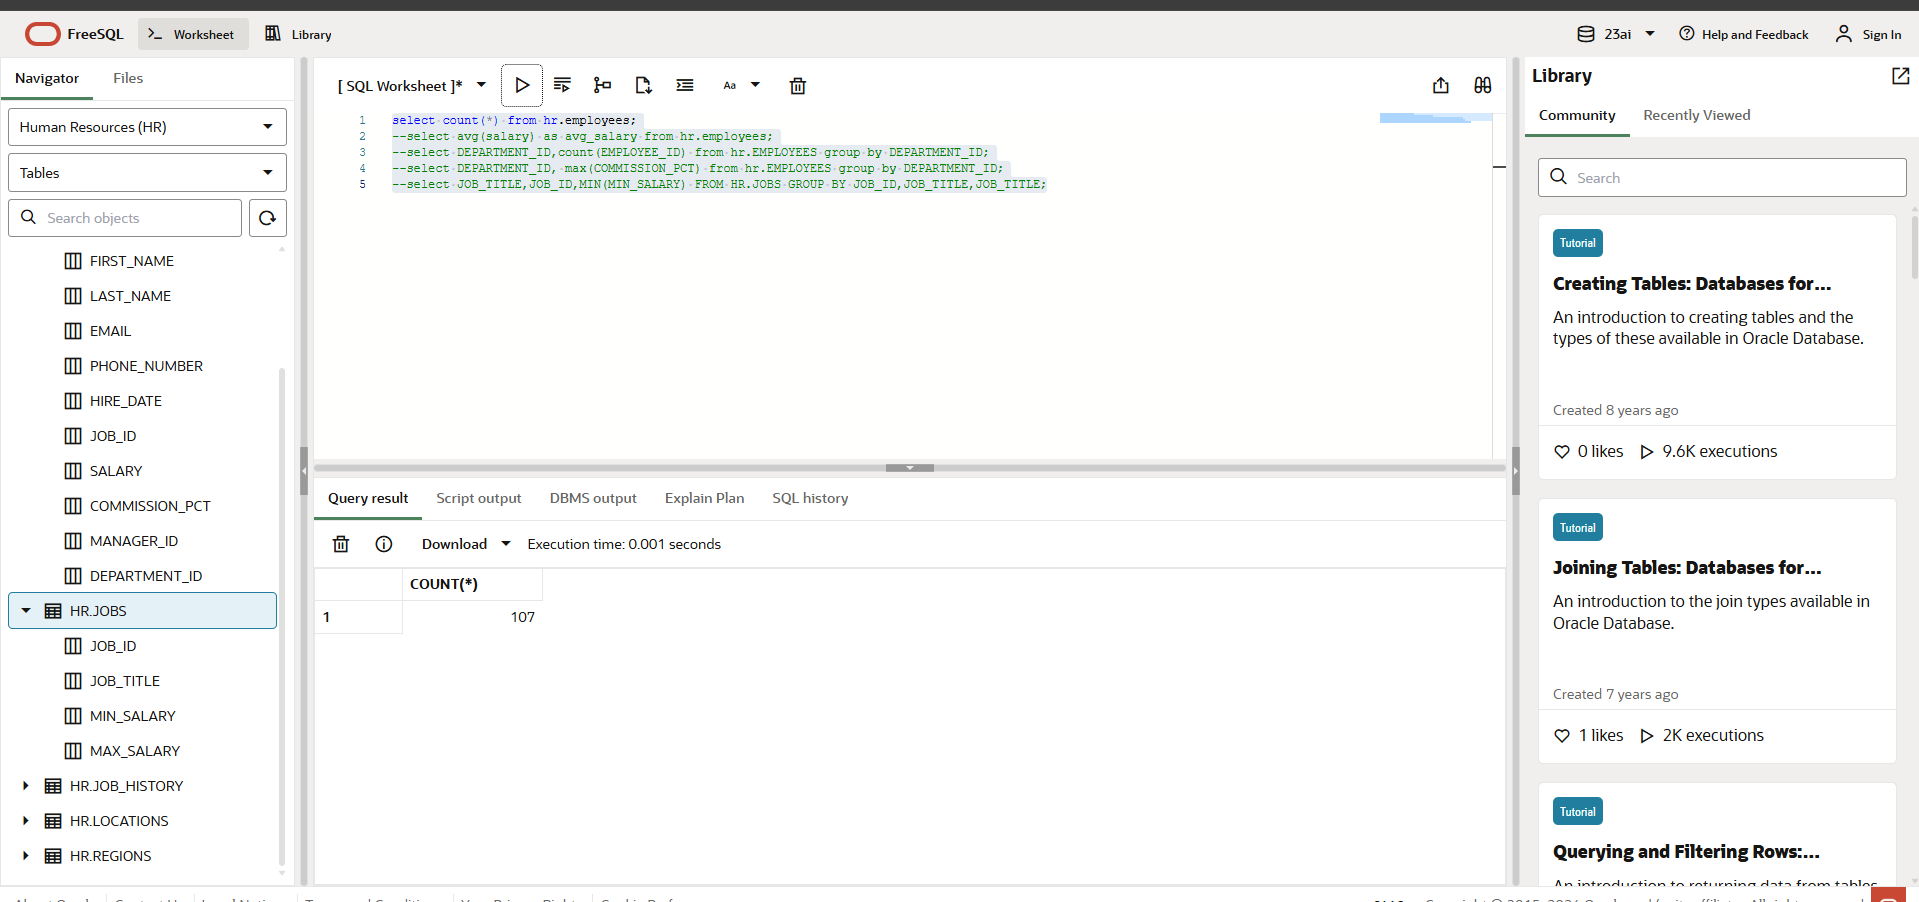 FreeSQL
Worksheet
Library
23ai
Help and Feedback
Sign In
Navigator
Files
Human Resources (HR)
Tables
Search objects
FIRST_NAME
LAST_NAME
EMAIL
PHONE_NUMBER
HIRE_DATE
JOB_ID
SALARY
COMMISSION_PCT
MANAGER_ID
DEPARTMENT_ID
HR.JOBS
JOB_ID
JOB_TITLE
MIN_SALARY
MAX_SALARY
HR.JOB_HISTORY
HR.LOCATIONS
HR.REGIONS
[ SQL Worksheet ]*
Aa
1 select count(*) from hr.employees;
2 --select avg(salary) as avg_salary from hr.employees;
3 --select DEPARTMENT_ID,count(EMPLOYEE_ID) from hr.EMPLOYEES group by DEPARTMENT_ID;
4 --select DEPARTMENT_ID, max(COMMISSION_PCT) from hr.EMPLOYEES group by DEPARTMENT_ID;
5 --select JOB_TITLE,JOB_ID,MIN(MIN_SALARY) FROM HR.JOBS GROUP BY JOB_ID,JOB_TITLE,JOB_TITLE;
Query result
Script output
DBMS output
Explain Plan
SQL history
Download
Execution time: 0.001 seconds
COUNT(*)
1 107
Library
Community
Recently Viewed
Search
Tutorial
Creating Tables: Databases for...
An introduction to creating tables and the
types of these available in Oracle Database.
Created 8 years ago
0 likes
9.6K executions
Tutorial
Joining Tables: Databases for...
An introduction to the join types available in
Oracle Database.
Created 7 years ago
1 likes
2K executions
Tutorial
Querying and Filtering Rows:...
An introduction to returning data from tables